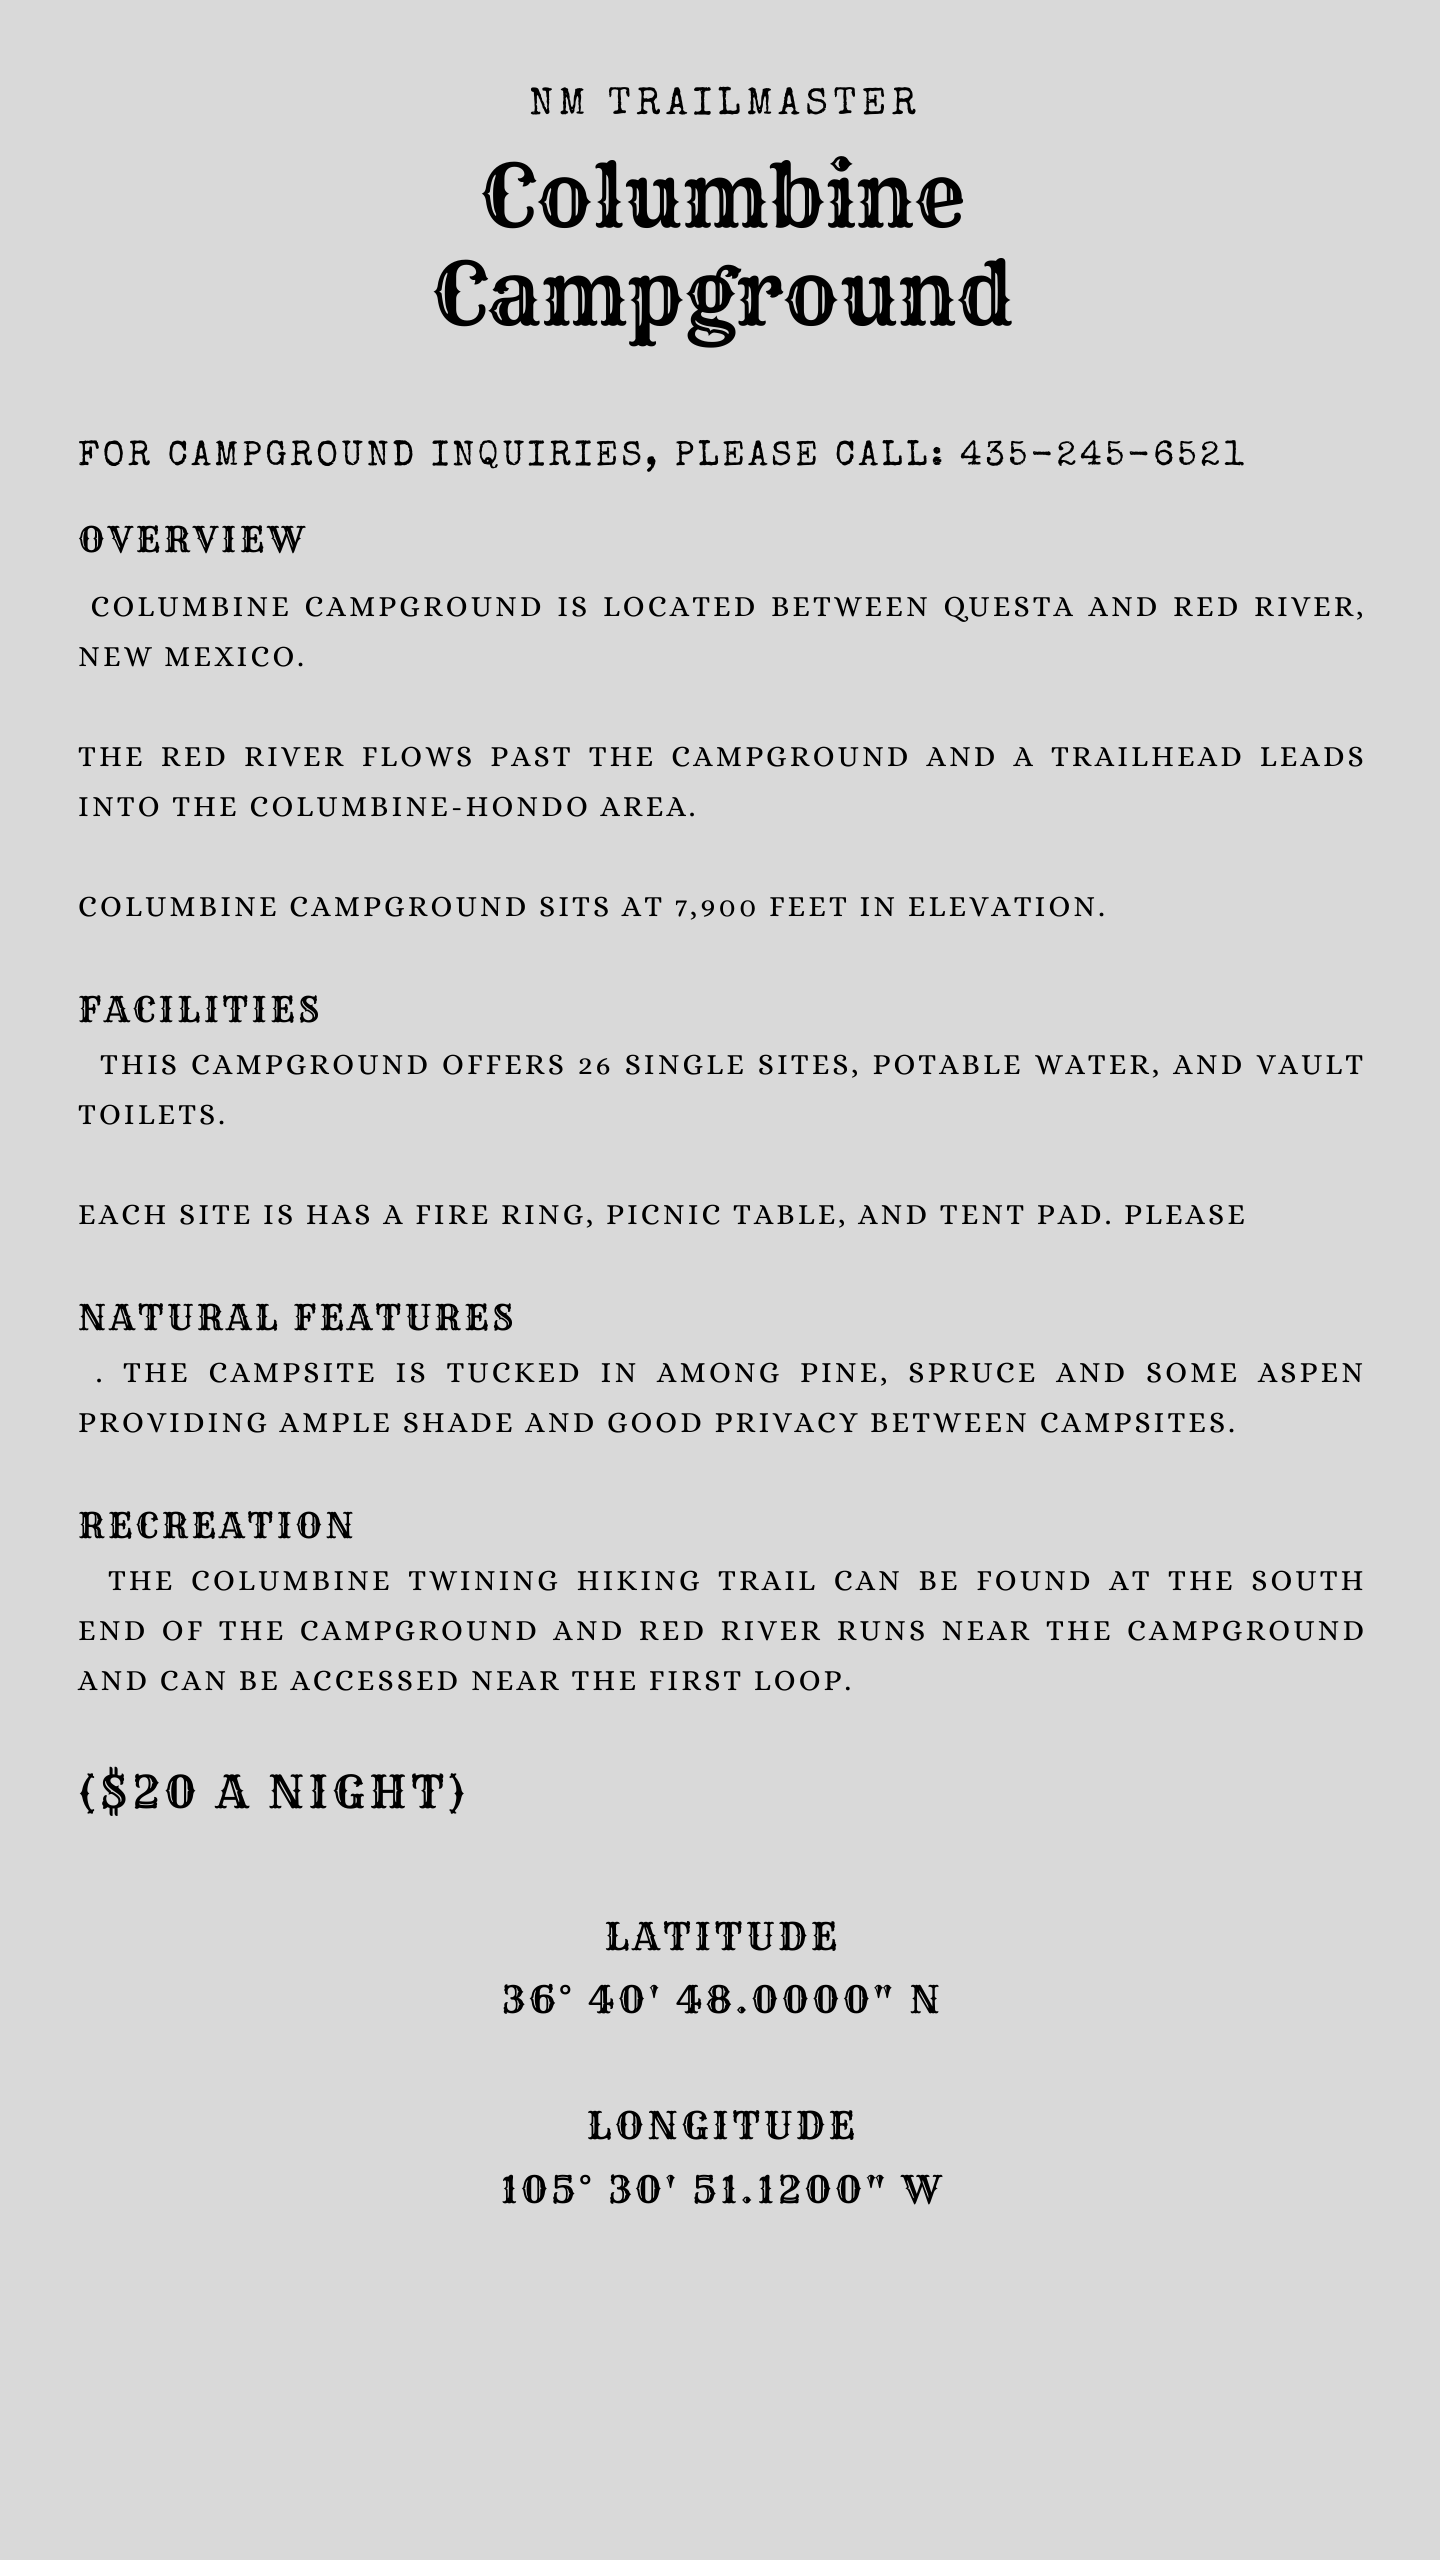 NM TRAILMASTER
Columbine
Campground
FOR CAMPGROUND INQUIRIES, PLEASE CALL: 435-245-6521
OVERVIEW
COLUMBINE CAMPGROUND IS LOCATED BETWEEN QUESTA AND RED RIVER,
NEW MEXICO.
THE RED RIVER FLOWS PAST THE CAMPGROUND AND A TRAILHEAD LEADS
INTO THE COLUMBINE-HONDO AREA.
COLUMBINE CAMPGROUND SITS AT 7,900 FEET IN ELEVATION.
FACILITIES
THIS CAMPGROUND OFFERS 26 SINGLE SITES, POTABLE WATER, AND VAULT
TOILETS.
EACH SITE IS HAS A FIRE RING, PICNIC TABLE, AND TENT PAD. PLEASE
NATURAL FEATURES
. THE CAMPSITE IS TUCKED IN AMONG PINE, SPRUCE AND SOME ASPEN
PROVIDING AMPLE SHADE AND GOOD PRIVACY BETWEEN CAMPSITES.
RECREATION
THE COLUMBINE TWINING HIKING TRAIL CAN BE FOUND AT THE SOUTH
END OF THE CAMPGROUND AND RED RIVER RUNS NEAR THE CAMPGROUND
AND CAN BE ACCESSED NEAR THE FIRST LOOP.
($20 A NIGHT)
LATITUDE
36° 40' 48.0000" N
LONGITUDE
105° 30' 51.1200" W